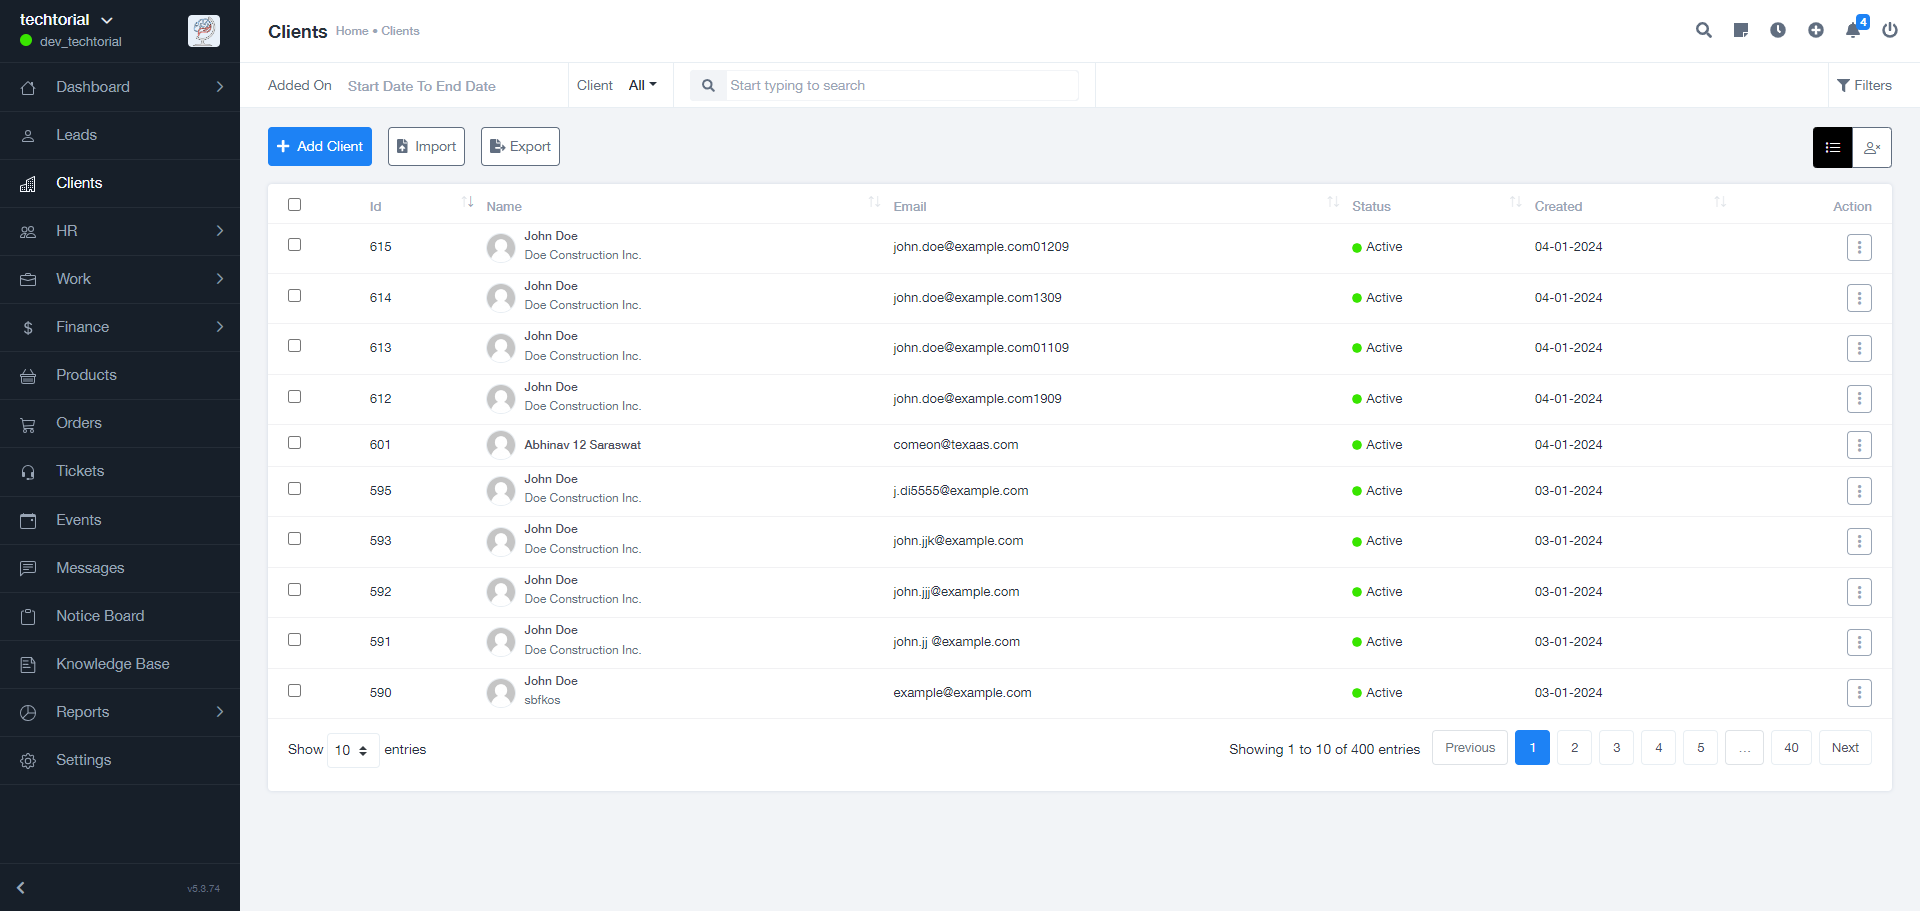 techtorial
dev_techtorial
Dashboard
Leads
Clients
HR
Work
Finance
Products
Orders
Tickets
Events
Messages
Notice Board
Knowledge Base
Reports
Settings
v5.3.74
Clients Home • Clients
4
Added On Start Date To End Date Client All Start typing to search Filters
Add Client Import Export
Id Name Email Status Created Action
615 John Doe Doe Construction Inc. john.doe@example.com01209 Active 04-01-2024
614 John Doe Doe Construction Inc. john.doe@example.com1309 Active 04-01-2024
613 John Doe Doe Construction Inc. john.doe@example.com01109 Active 04-01-2024
612 John Doe Doe Construction Inc. john.doe@example.com1909 Active 04-01-2024
601 Abhinav 12 Saraswat comeon@texaas.com Active 04-01-2024
595 John Doe Doe Construction Inc. j.di5555@example.com Active 03-01-2024
593 John Doe Doe Construction Inc. john.jjk@example.com Active 03-01-2024
592 John Doe Doe Construction Inc. john.jjj@example.com Active 03-01-2024
591 John Doe Doe Construction Inc. john.jj @example.com Active 03-01-2024
590 John Doe sbfkos example@example.com Active 03-01-2024
Show 10 entries Showing 1 to 10 of 400 entries Previous 1 2 3 4 5 ... 40 Next